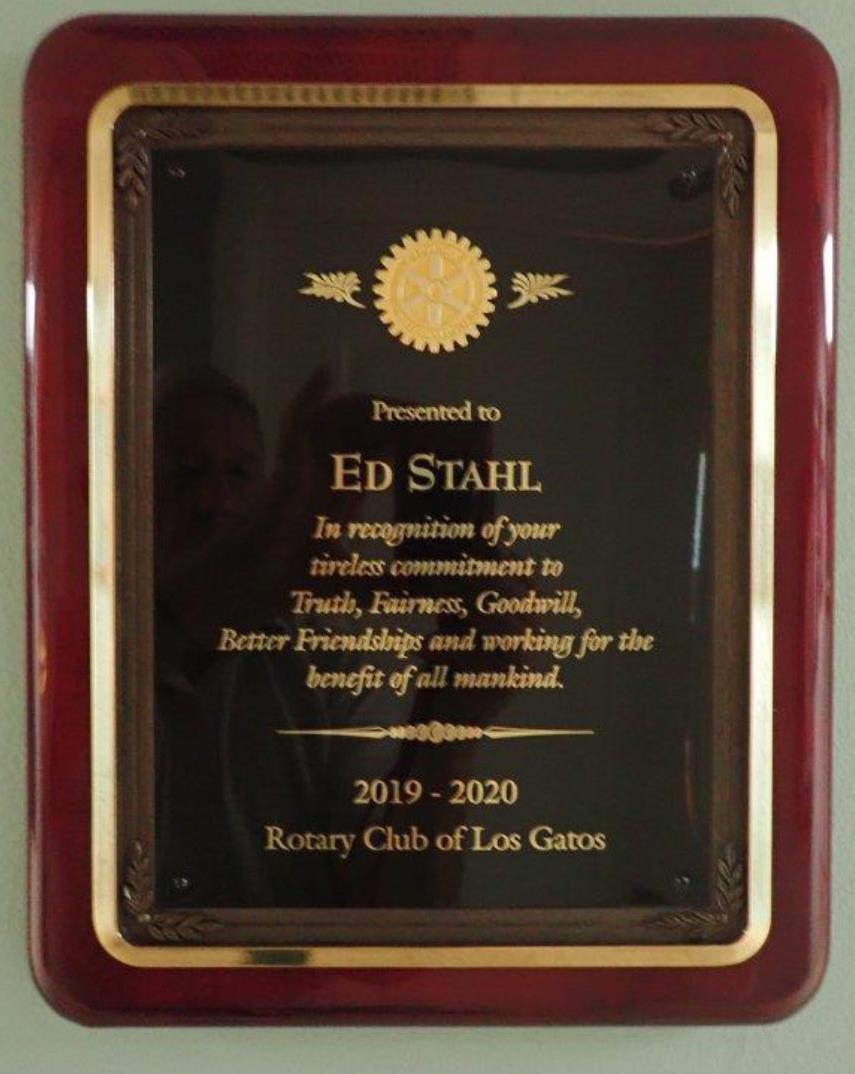 Presented to
ED STAHL
In recognition of your
tireless commitment to
Truth, Fairness, Goodwill,
Better Friendships and working for the
benefit of all mankind.
2019 - 2020
Rotary Club of Los Gatos